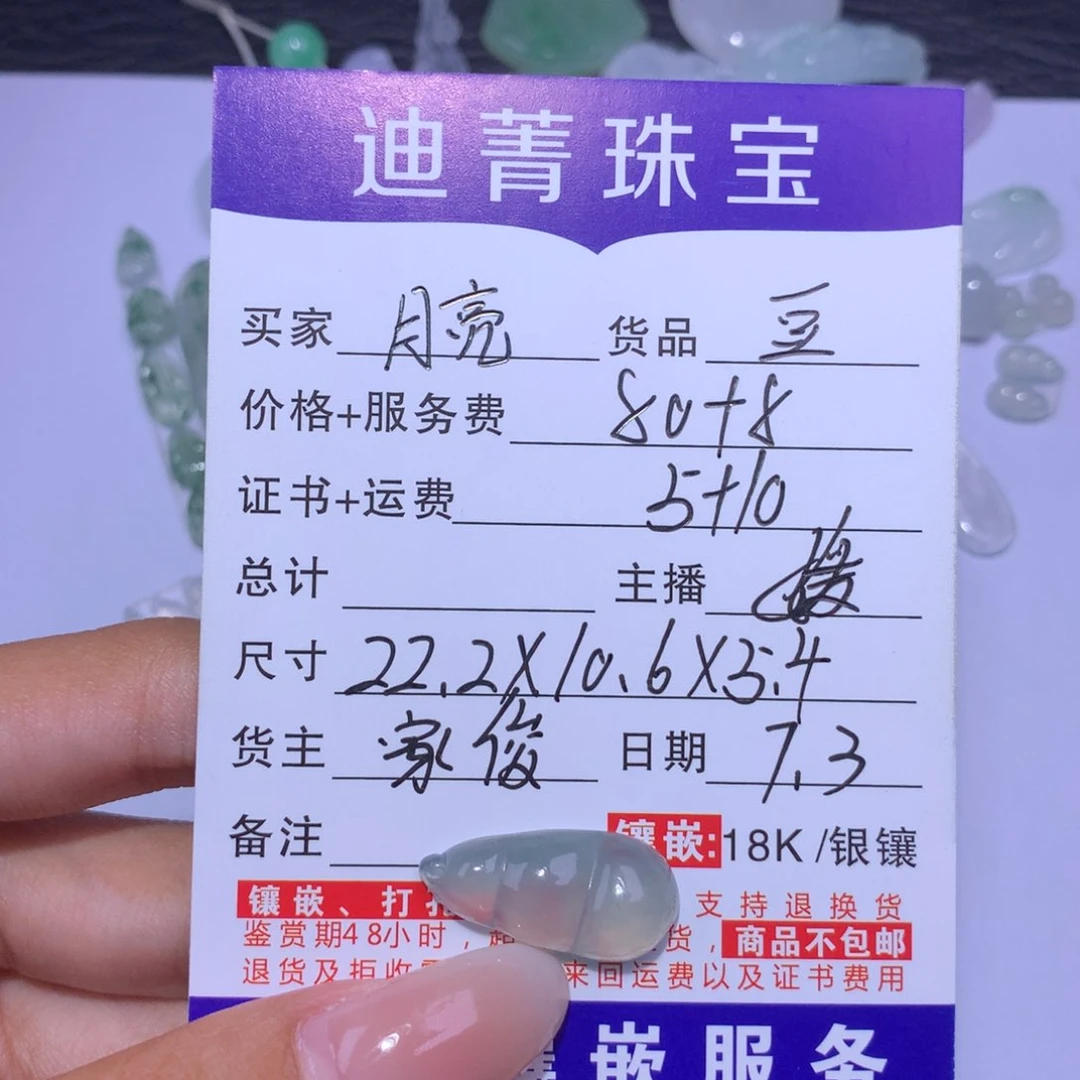 迪菁珠宝
买家 月亮 货品 豆
价格+服务费 80+8
证书+运费 5+10
总计 主播
尺寸 22.2X10.6X5.4
货主 家俊 日期 7.3
备注 镶嵌:18K/银镶
镶嵌、打 支持退换货
鉴赏期48小时， 货，商品不包邮
退货及拒收 来回运费以及证书费用
嵌服务